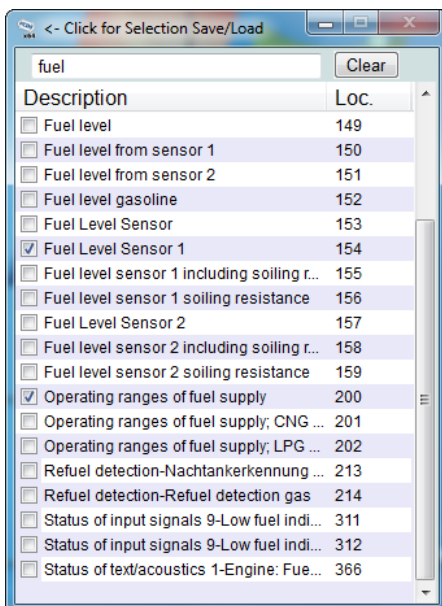 <- Click for Selection Save/Load
x64
fuel Clear
Description Loc.
Fuel level 149
Fuel level from sensor 1 150
Fuel level from sensor 2 151
Fuel level gasoline 152
Fuel Level Sensor 153
Fuel Level Sensor 1 154
Fuel level sensor 1 including soiling r... 155
Fuel level sensor 1 soiling resistance 156
Fuel Level Sensor 2 157
Fuel level sensor 2 including soiling r... 158
Fuel level sensor 2 soiling resistance 159
Operating ranges of fuel supply 200
Operating ranges of fuel supply; CNG ... 201
Operating ranges of fuel supply; LPG ... 202
Refuel detection-Nachtankerkennung ... 213
Refuel detection-Refuel detection gas 214
Status of input signals 9-Low fuel indi... 311
Status of input signals 9-Low fuel indi... 312
Status of text/acoustics 1-Engine: Fue... 366